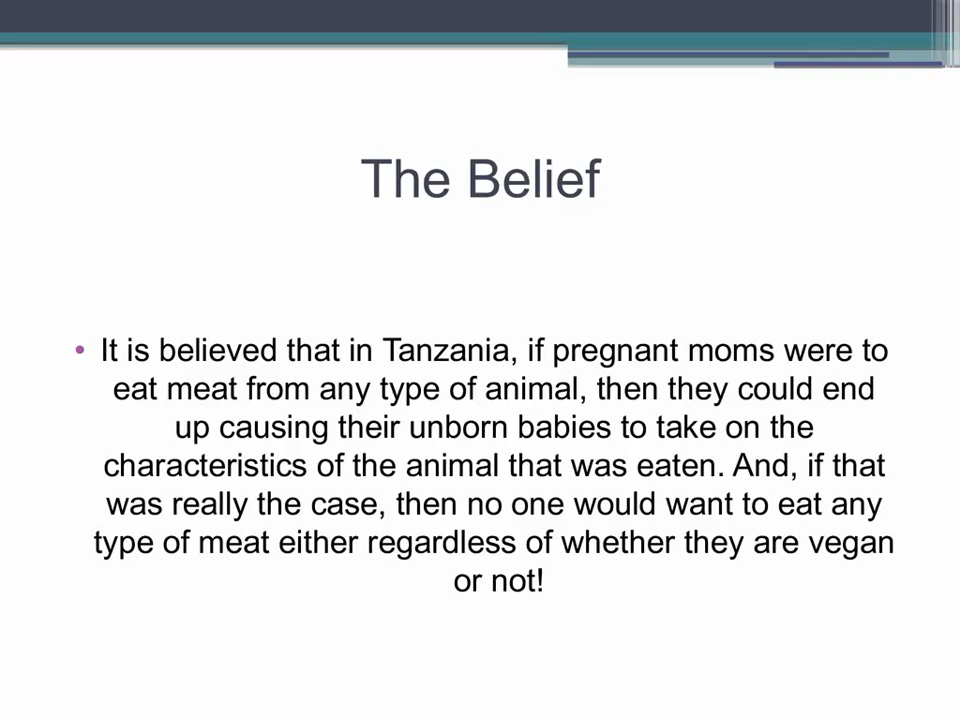 The Belief
• It is believed that in Tanzania, if pregnant moms were to
eat meat from any type of animal, then they could end
up causing their unborn babies to take on the
characteristics of the animal that was eaten. And, if that
was really the case, then no one would want to eat any
type of meat either regardless of whether they are vegan
or not!